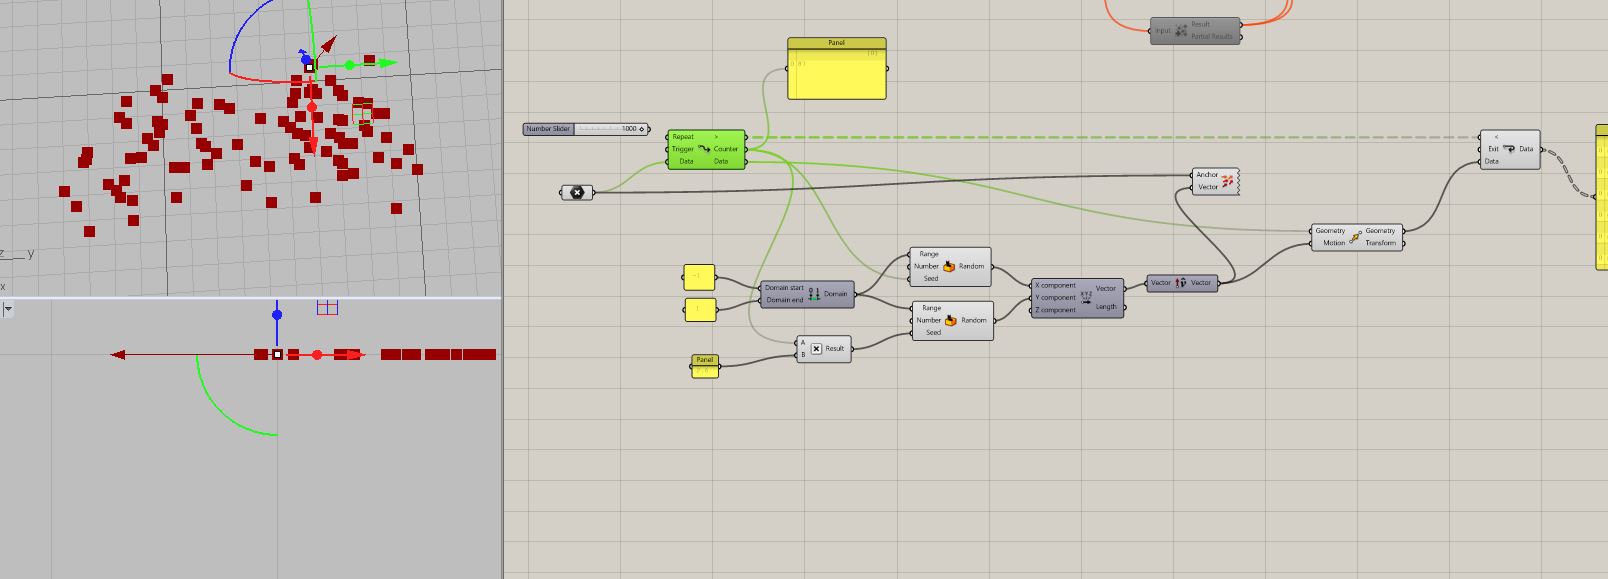 Result
Input
Partial Results
Panel
{0}
0 0
Number Slider
1000
Repeat
>
Trigger
Counter
Data
Data
<
Exit
Data
Data
Anchor
Vector
Geometry
Geometry
Motion
Transform
Range
Number
Random
Seed
-1
1
Domain start
Domain
Domain end
Range
Number
Random
Seed
X component
Vector
Y component
Z component
Length
Vector
Vector
A
Result
B
Panel
z
y
x